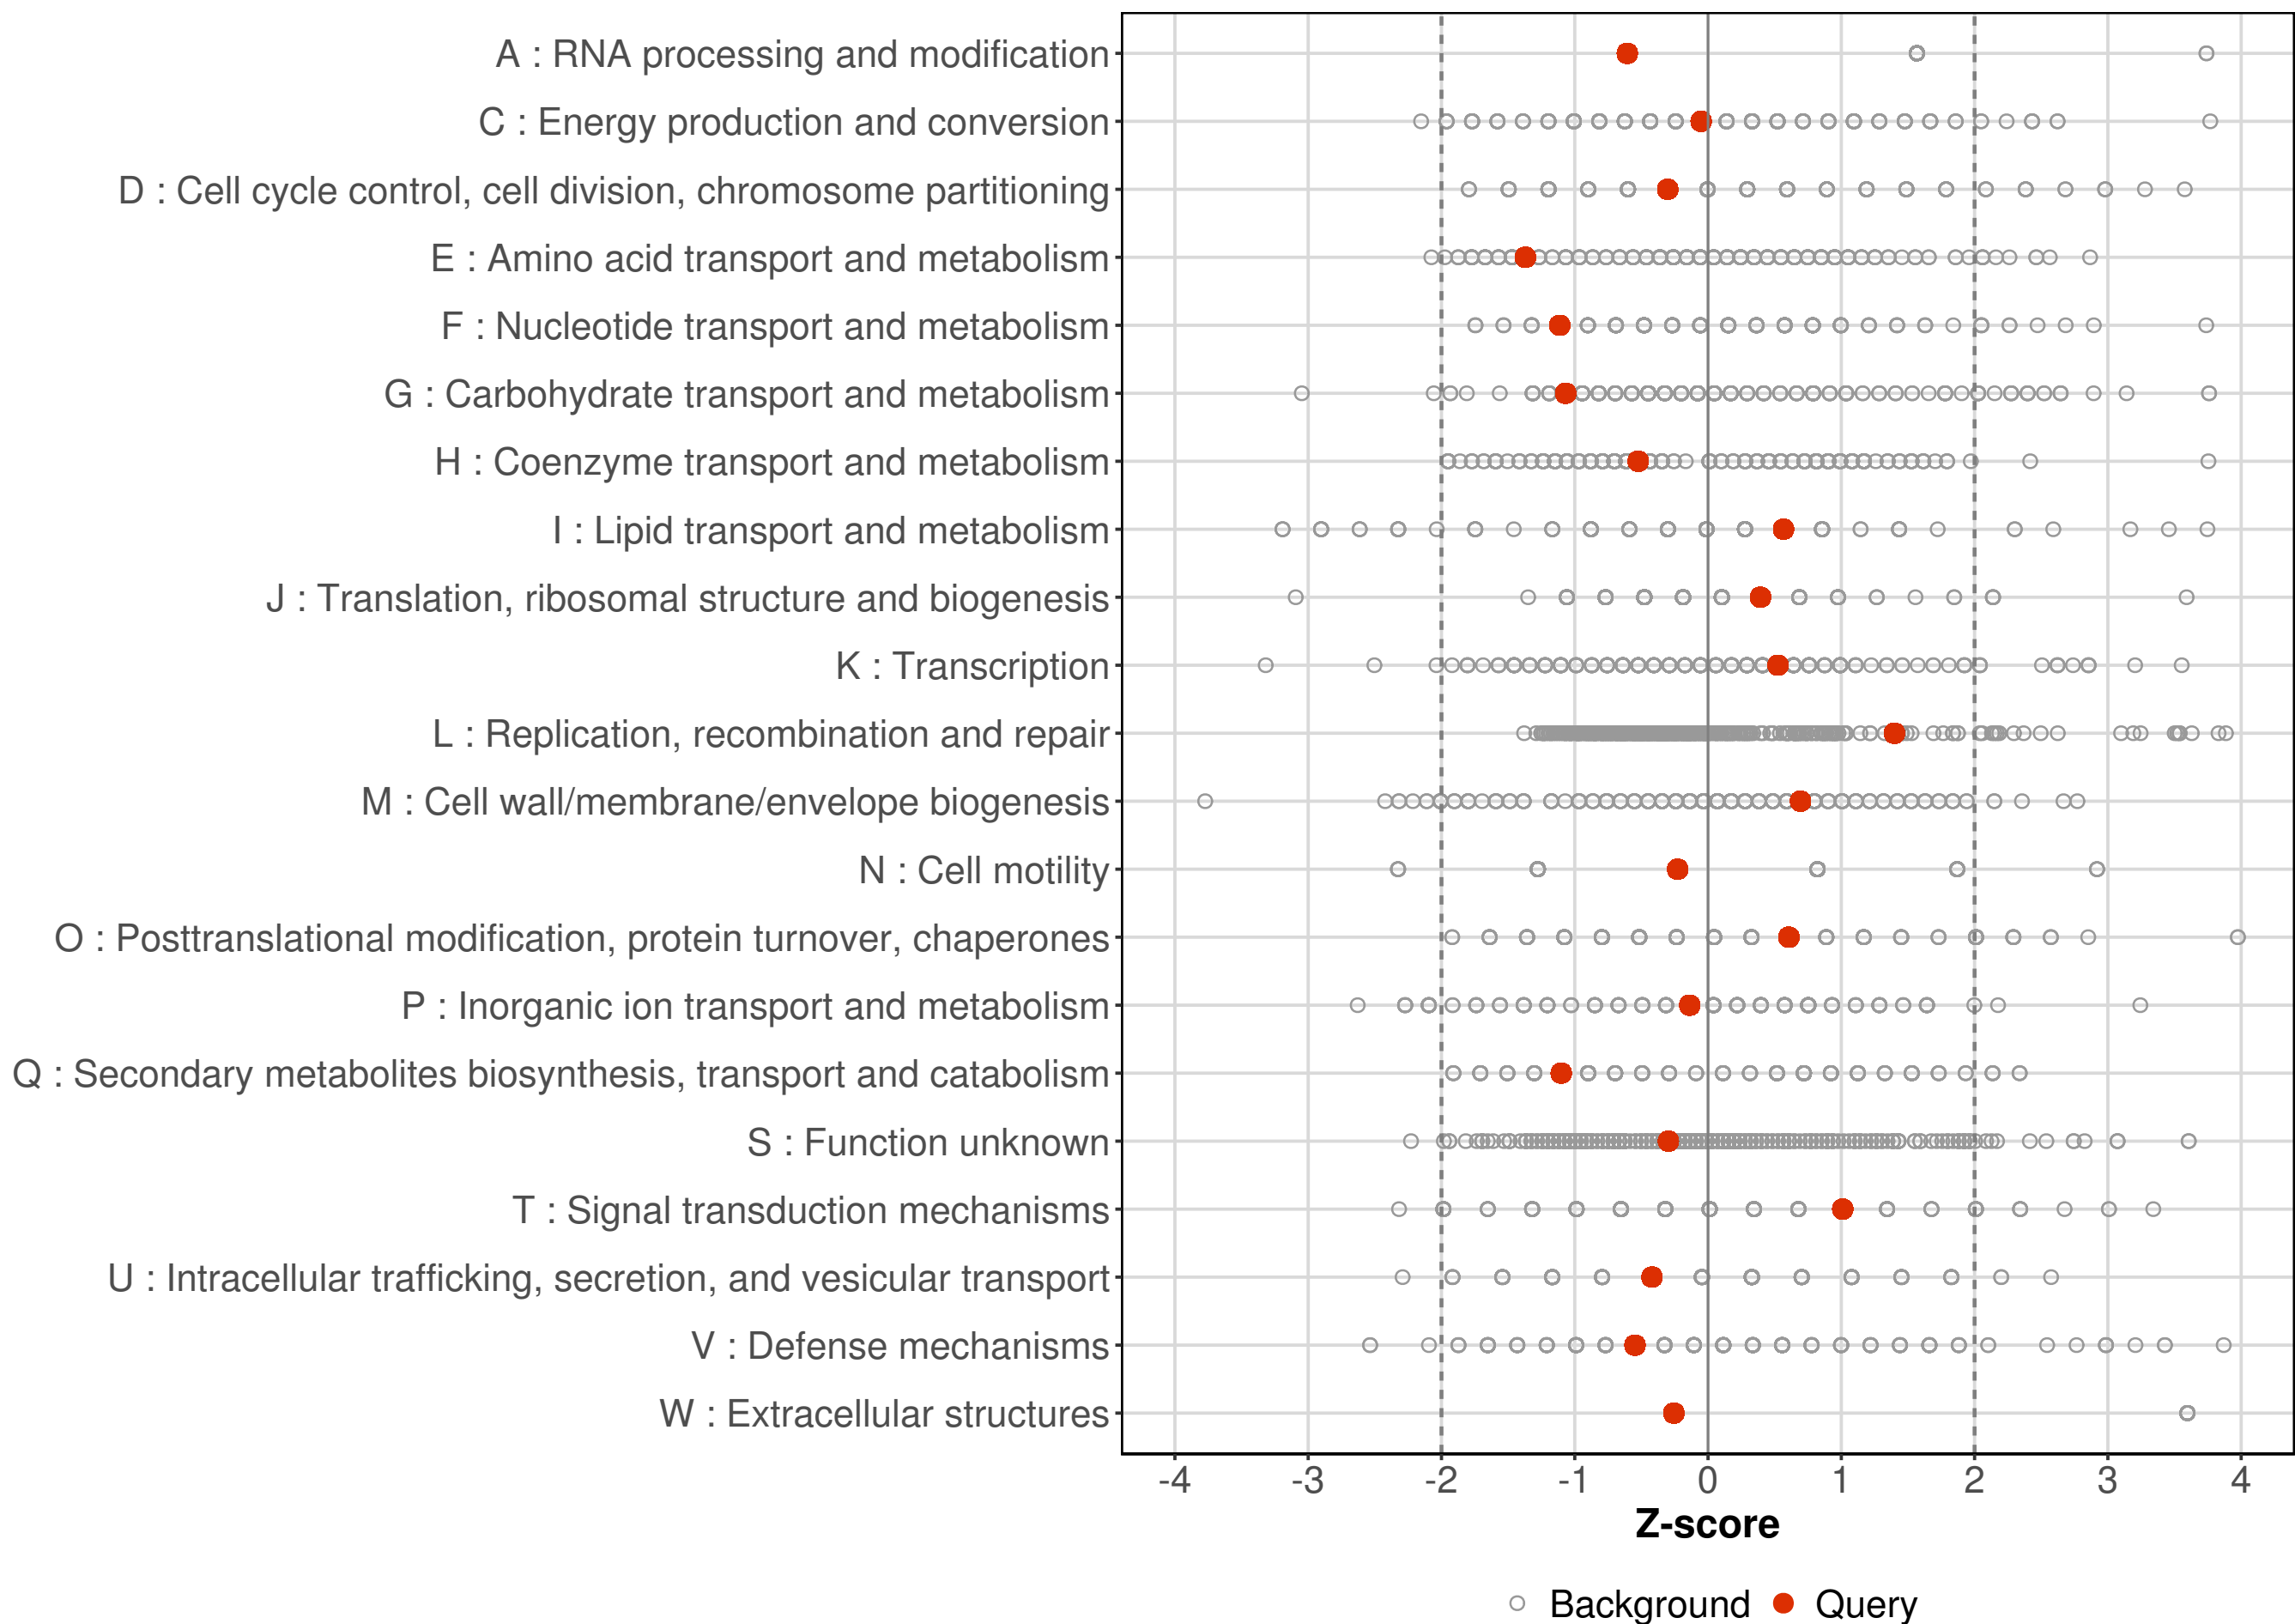 A : RNA processing and modification
C : Energy production and conversion
D : Cell cycle control, cell division, chromosome partitioning
E : Amino acid transport and metabolism
F : Nucleotide transport and metabolism
G : Carbohydrate transport and metabolism
H : Coenzyme transport and metabolism
I : Lipid transport and metabolism
J : Translation, ribosomal structure and biogenesis
K : Transcription
L : Replication, recombination and repair
M : Cell wall/membrane/envelope biogenesis
N : Cell motility
O : Posttranslational modification, protein turnover, chaperones
P : Inorganic ion transport and metabolism
Q : Secondary metabolites biosynthesis, transport and catabolism
S : Function unknown
T : Signal transduction mechanisms
U : Intracellular trafficking, secretion, and vesicular transport
V : Defense mechanisms
W : Extracellular structures
-4 -3 -2 -1 0 1 2 3 4
Z-score
Background Query